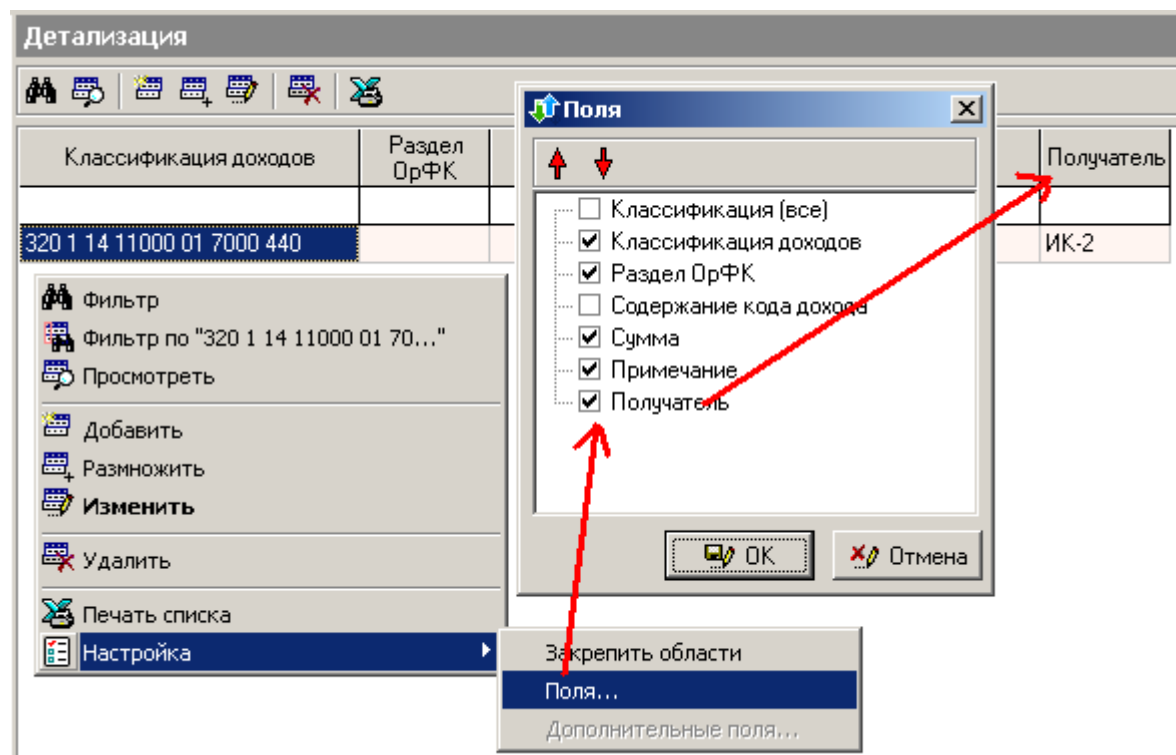 Детализация
Поля
Классификация доходов
Раздел
ОрФК
Получатель
320 1 14 11000 01 7000 440
ИК-2
Классификация (все)
Классификация доходов
Раздел ОрФК
Содержание кода дохода
Сумма
Примечание
Получатель
OK
Отмена
Фильтр
Фильтр по "320 1 14 11000 01 70..."
Просмотреть
Добавить
Размножить
Изменить
Удалить
Печать списка
Настройка
Закрепить области
Поля...
Дополнительные поля...